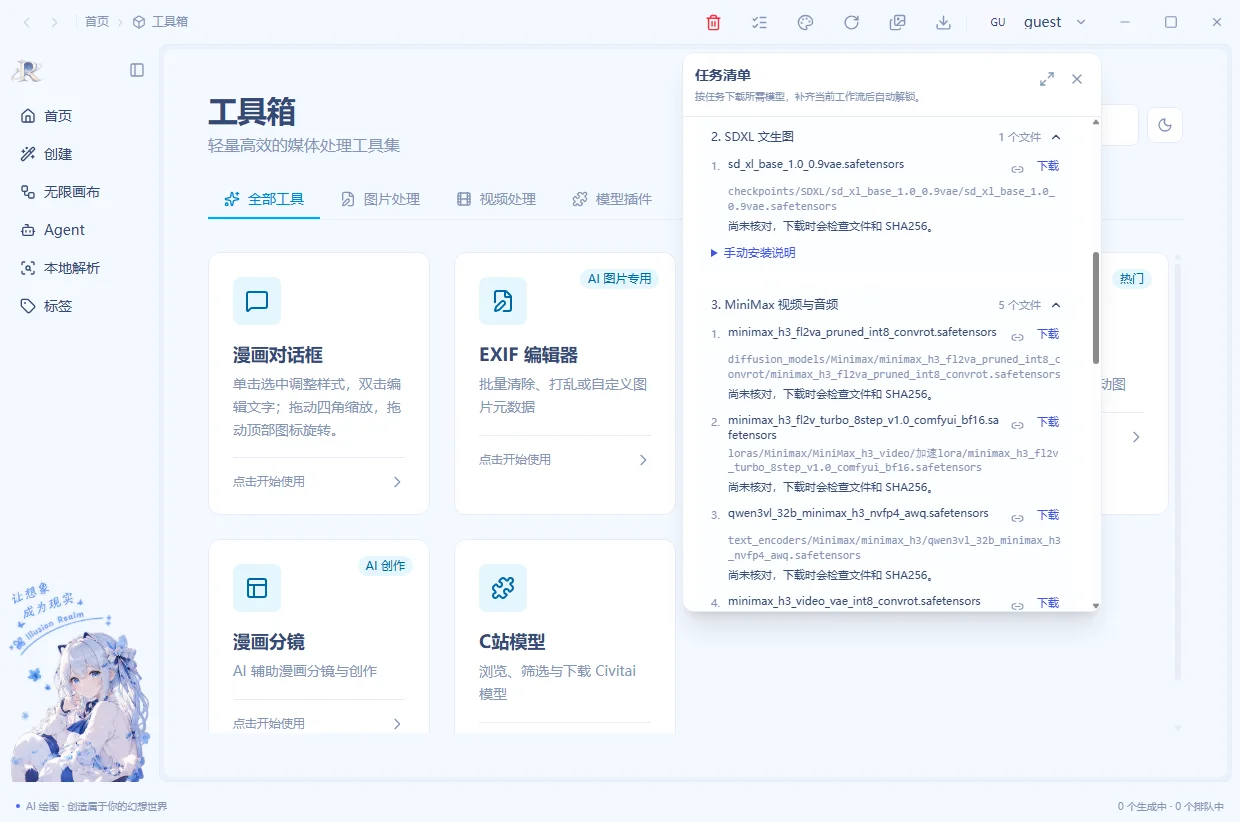 首页
工具箱
GU
guest
首页
创建
无限画布
Agent
本地解析
标签
让想象
成为现实
Illusion Realm
工具箱
轻量高效的媒体处理工具集
全部工具
图片处理
视频处理
模型插件
漫画对话框
单击选中调整样式，双击编
辑文字；拖动四角缩放，拖
动顶部图标旋转。
点击开始使用
AI 图片专用
EXIF 编辑器
批量清除、打乱或自定义图
片元数据
点击开始使用
热门
动图
AI 创作
漫画分镜
AI 辅助漫画分镜与创作
点击开始使用
C站模型
浏览、筛选与下载 Civitai
模型
任务清单
按任务下载所需模型，补齐当前工作流后自动解锁。
2. SDXL 文生图
1 个文件
1. sd_xl_base_1.0_0.9vae.safetensors
下载
checkpoints/SDXL/sd_xl_base_1.0_0.9vae/sd_xl_base_1.0_
0.9vae.safetensors
尚未核对，下载时会检查文件和 SHA256。
手动安装说明
3. MiniMax 视频与音频
5 个文件
1. minimax_h3_fl2va_pruned_int8_convrot.safetensors
下载
diffusion_models/Minimax/minimax_h3_fl2va_pruned_int8_c
onvrot/minimax_h3_fl2va_pruned_int8_convrot.safetensors
尚未核对，下载时会检查文件和 SHA256。
2. minimax_h3_fl2v_turbo_8step_v1.0_comfyui_bf16.sa
fetensors
下载
loras/Minimax/MiniMax_h3_video/加速lora/minimax_h3_fl2v
_turbo_8step_v1.0_comfyui_bf16.safetensors
尚未核对，下载时会检查文件和 SHA256。
3. qwen3vl_32b_minimax_h3_nvfp4_awq.safetensors
下载
text_encoders/Minimax/minimax_h3/qwen3vl_32b_minimax_h3
_nvfp4_awq.safetensors
尚未核对，下载时会检查文件和 SHA256。
4. minimax_h3_video_vae_int8_convrot.safetensors
下载
AI 绘图 · 创造属于你的幻想世界
0 个生成中 · 0 个排队中